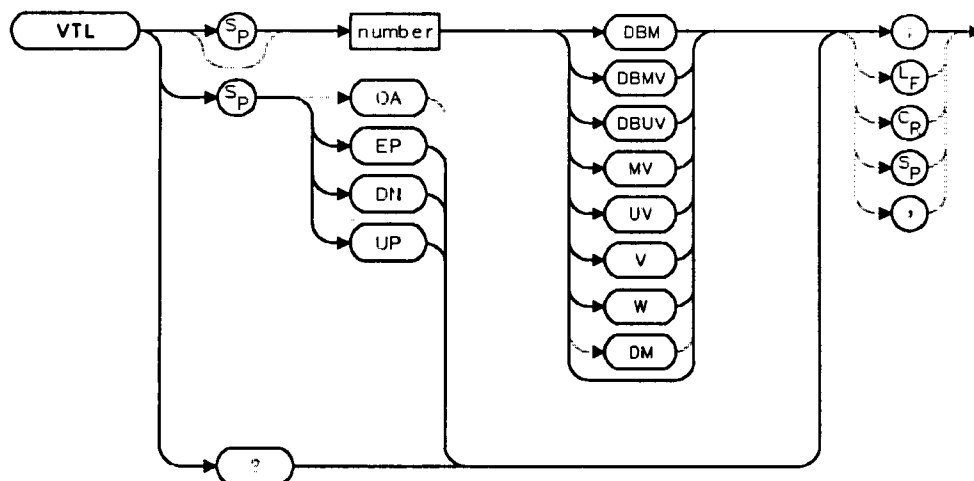 VTL
SP number DBM ;
DBMV LF
SP OA DBUV CR
EP MV SP
DN UV ,
UP V
W
DM
?